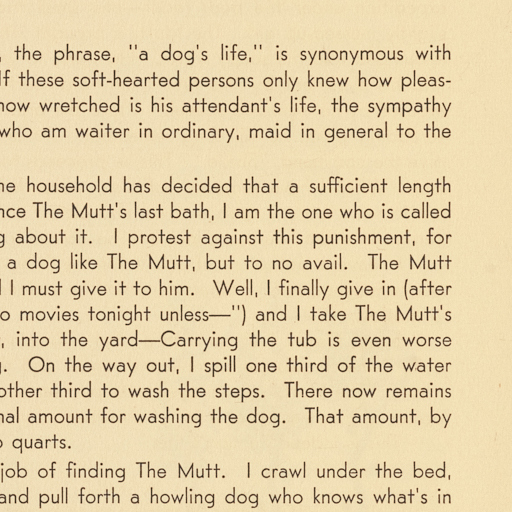 , the phrase, "a dog's life," is synonymous with
If these soft-hearted persons only knew how pleas-
how wretched is his attendant's life, the sympathy
who am waiter in ordinary, maid in general to the
he household has decided that a sufficient length
nce The Mutt's last bath, I am the one who is called
g about it. I protest against this punishment, for
a dog like The Mutt, but to no avail. The Mutt
I must give it to him. Well, I finally give in (after
o movies tonight unless—") and I take The Mutt's
, into the yard—Carrying the tub is even worse
. On the way out, I spill one third of the water
other third to wash the steps. There now remains
nal amount for washing the dog. That amount, by
o quarts.
job of finding The Mutt. I crawl under the bed,
and pull forth a howling dog who knows what's in